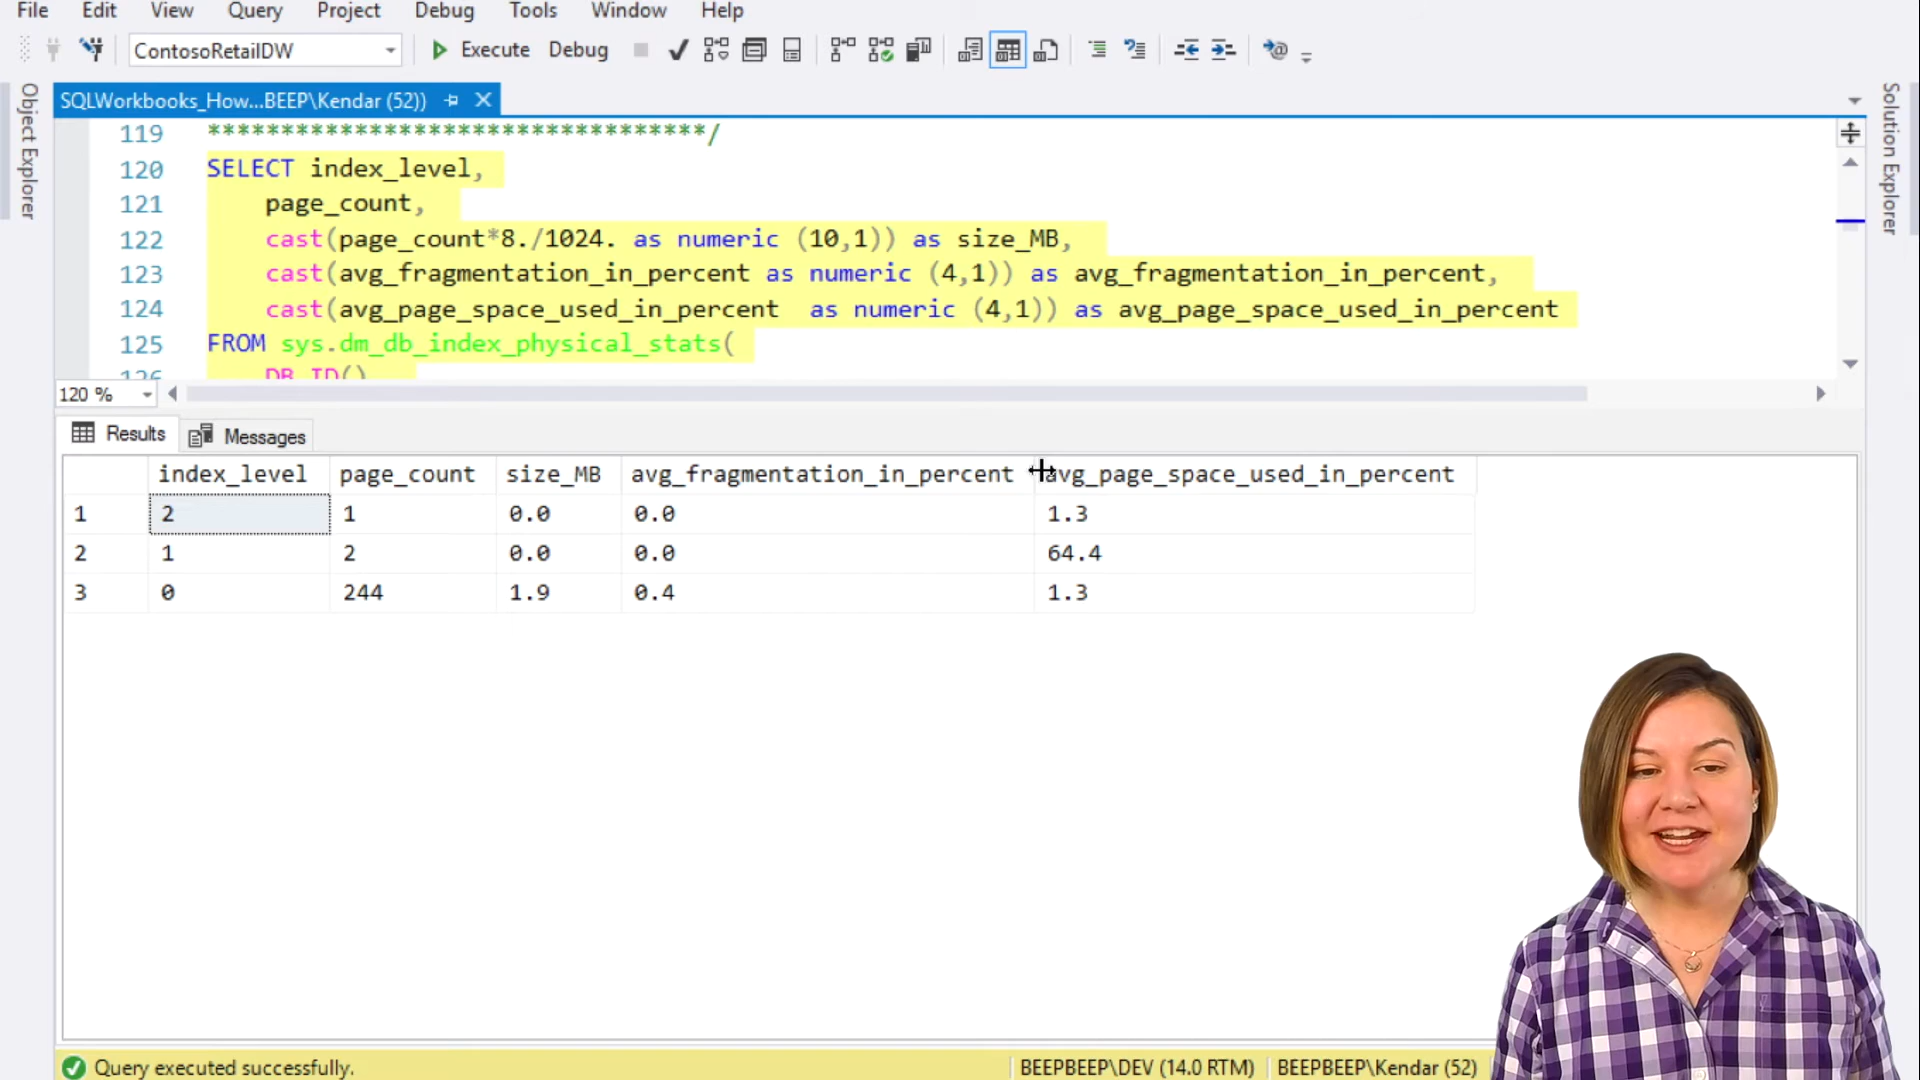 File Edit View Query Project Debug Tools Window Help
ContosoRetailDW Execute Debug
Object Explorer
SQLWorkbooks_How...BEEP\Kendar (52))
Solution Explorer
119 **********************************/
120 SELECT index_level,
121 page_count,
122 cast(page_count*8./1024. as numeric (10,1)) as size_MB,
123 cast(avg_fragmentation_in_percent as numeric (4,1)) as avg_fragmentation_in_percent,
124 cast(avg_page_space_used_in_percent  as numeric (4,1)) as avg_page_space_used_in_percent
125 FROM sys.dm_db_index_physical_stats(
126 DB_ID()
120 %
Results Messages
index_level page_count size_MB avg_fragmentation_in_percent avg_page_space_used_in_percent
1 2 1 0.0 0.0 1.3
2 1 2 0.0 0.0 64.4
3 0 244 1.9 0.4 1.3
Query executed successfully. BEEPBEEP\DEV (14.0 RTM) BEEPBEEP\Kendar (52)